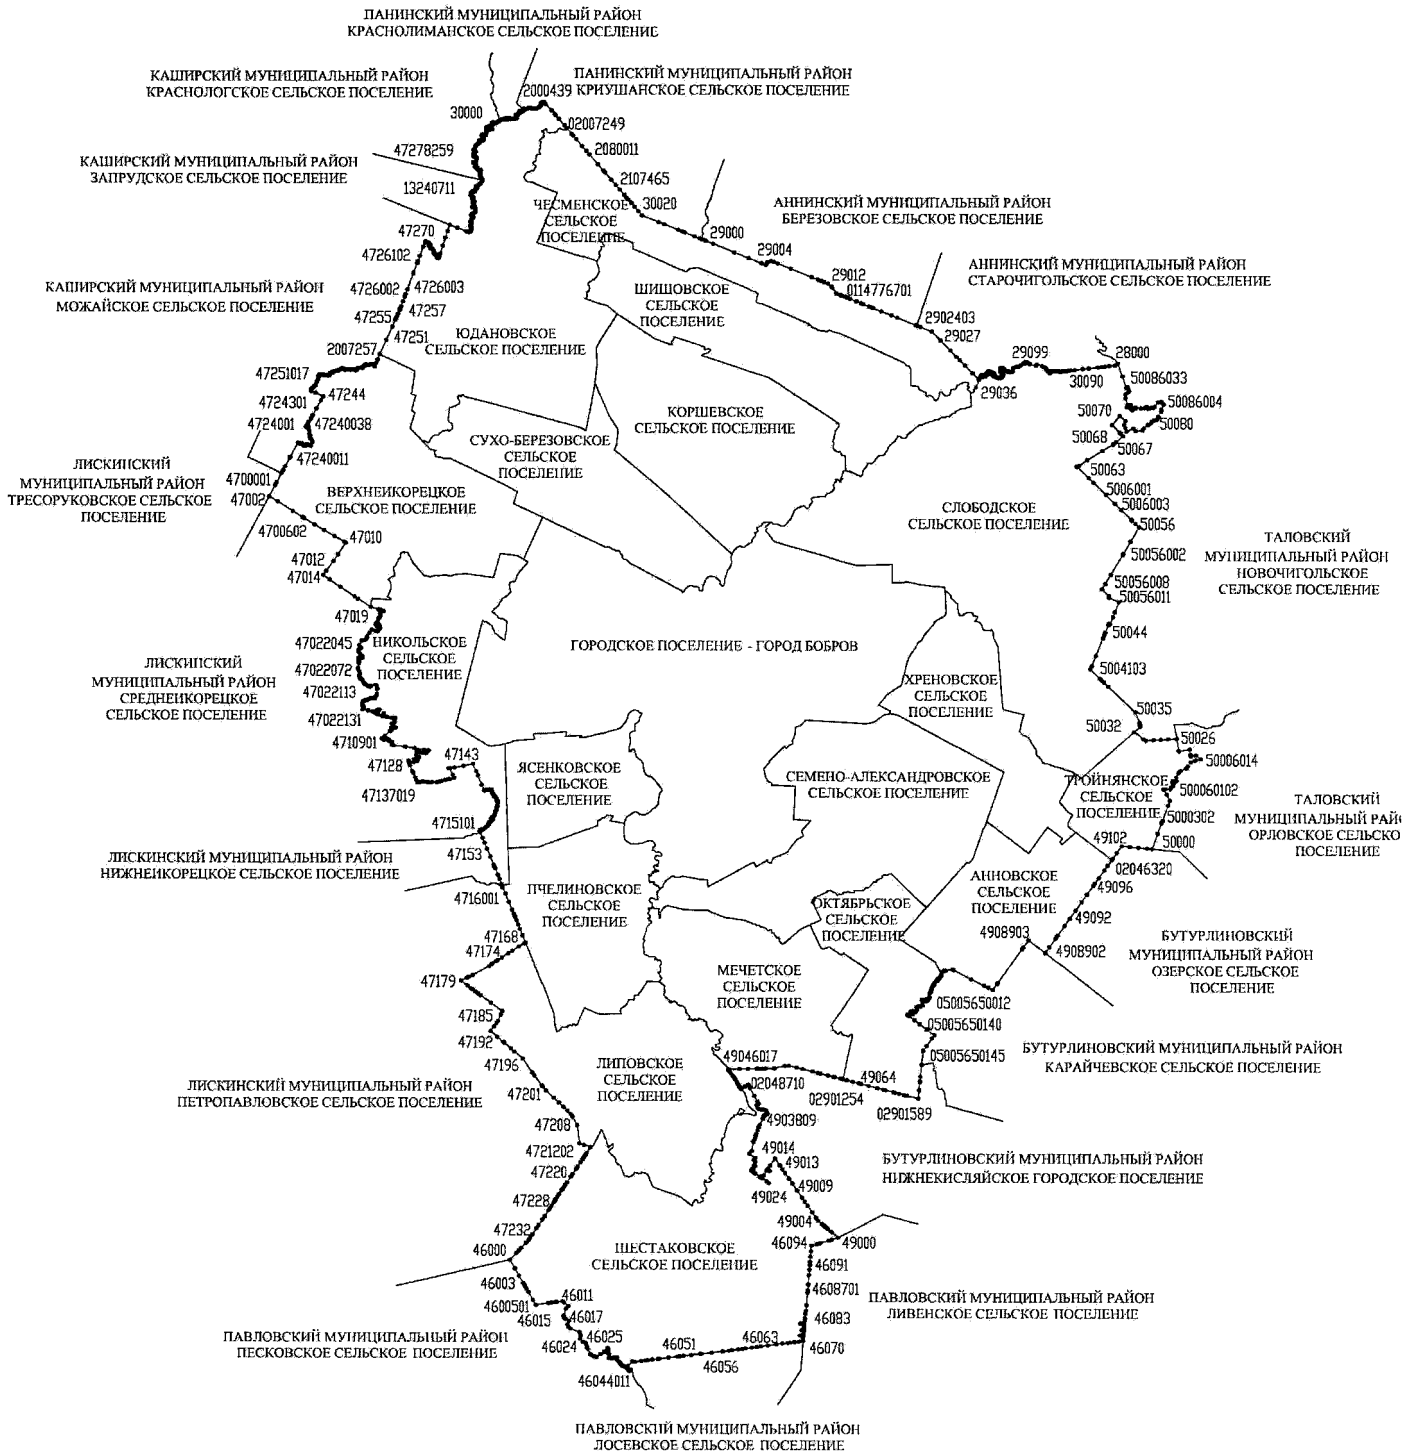 ПАНИНСКИЙ МУНИЦИПАЛЬНЫЙ РАЙОН
КРАСНОЛИМАНСКОЕ СЕЛЬСКОЕ ПОСЕЛЕНИЕ
КАШИРСКИЙ МУНИЦИПАЛЬНЫЙ РАЙОН
КРАСНОЛОГСКОЕ СЕЛЬСКОЕ ПОСЕЛЕНИЕ
ПАНИНСКИЙ МУНИЦИПАЛЬНЫЙ РАЙОН
КРИУШАНСКОЕ СЕЛЬСКОЕ ПОСЕЛЕНИЕ
2000439
30000
02007249
47278259
2080011
КАШИРСКИЙ МУНИЦИПАЛЬНЫЙ РАЙОН
ЗАПРУДСКОЕ СЕЛЬСКОЕ ПОСЕЛЕНИЕ
2107465
13240711
30020
ЧЕСМЕНСКОЕ
СЕЛЬСКОЕ
ПОСЕЛЕНИЕ
АННИНСКИЙ МУНИЦИПАЛЬНЫЙ РАЙОН
БЕРЕЗОВСКОЕ СЕЛЬСКОЕ ПОСЕЛЕНИЕ
47270
29000
4726102
29004
АННИНСКИЙ МУНИЦИПАЛЬНЫЙ РАЙОН
СТАРОЧИГОЛЬСКОЕ СЕЛЬСКОЕ ПОСЕЛЕНИЕ
29012
0114776701
КАШИРСКИЙ МУНИЦИПАЛЬНЫЙ РАЙОН
МОЖАЙСКОЕ СЕЛЬСКОЕ ПОСЕЛЕНИЕ
4726002
4726003
ШИШОВСКОЕ
СЕЛЬСКОЕ
ПОСЕЛЕНИЕ
47255
47257
2902403
47251
ЮДАНОВСКОЕ
СЕЛЬСКОЕ ПОСЕЛЕНИЕ
29027
2007257
29099
28000
47251017
30090
50086033
29036
47244
4724301
50086004
50070
50080
4724001
47240038
КОРШЕВСКОЕ
СЕЛЬСКОЕ ПОСЕЛЕНИЕ
50068
50067
СУХО-БЕРЕЗОВСКОЕ
СЕЛЬСКОЕ
ПОСЕЛЕНИЕ
47240011
50063
ЛИСКИНСКИЙ
МУНИЦИПАЛЬНЫЙ РАЙОН
ТРЕСОРУКОВСКОЕ СЕЛЬСКОЕ
ПОСЕЛЕНИЕ
4700001
47002
ВЕРХНЕИКОРЕЦКОЕ
СЕЛЬСКОЕ ПОСЕЛЕНИЕ
5006001
5006003
СЛОБОДСКОЕ
СЕЛЬСКОЕ ПОСЕЛЕНИЕ
50056
4700602
47010
ТАЛОВСКИЙ
МУНИЦИПАЛЬНЫЙ РАЙОН
НОВОЧИГОЛЬСКОЕ
СЕЛЬСКОЕ ПОСЕЛЕНИЕ
50056002
47012
47014
50056008
50056011
47019
50044
47022045
НИКОЛЬСКОЕ
СЕЛЬСКОЕ
ПОСЕЛЕНИЕ
ГОРОДСКОЕ ПОСЕЛЕНИЕ - ГОРОД БОБРОВ
47022072
5004103
ЛИСКИНСКИЙ
МУНИЦИПАЛЬНЫЙ РАЙОН
СРЕДНЕИКОРЕЦКОЕ
СЕЛЬСКОЕ ПОСЕЛЕНИЕ
ХРЕНОВСКОЕ
СЕЛЬСКОЕ
ПОСЕЛЕНИЕ
47022113
47022131
50035
50032
50026
4710901
50006014
47143
47128
ЯСЕНКОВСКОЕ
СЕЛЬСКОЕ
ПОСЕЛЕНИЕ
СЕМЕНО-АЛЕКСАНДРОВСКОЕ
СЕЛЬСКОЕ ПОСЕЛЕНИЕ
ТРОЙНЯНСКОЕ
СЕЛЬСКОЕ
ПОСЕЛЕНИЕ
500060102
47137019
ТАЛОВСКИЙ
МУНИЦИПАЛЬНЫЙ РАЙ
ОРЛОВСКОЕ СЕЛЬСКО
ПОСЕЛЕНИЕ
4715101
5000302
49102
50000
47153
ЛИСКИНСКИЙ МУНИЦИПАЛЬНЫЙ РАЙОН
НИЖНЕИКОРЕЦКОЕ СЕЛЬСКОЕ ПОСЕЛЕНИЕ
02046320
АННОВСКОЕ
СЕЛЬСКОЕ
ПОСЕЛЕНИЕ
49096
4716001
ПЧЕЛИНОВСКОЕ
СЕЛЬСКОЕ
ПОСЕЛЕНИЕ
ОКТЯБРЬСКОЕ
СЕЛЬСКОЕ
ПОСЕЛЕНИЕ
49092
4908903
47168
47174
4908902
БУТУРЛИНОВСКИЙ
МУНИЦИПАЛЬНЫЙ РАЙОН
ОЗЕРСКОЕ СЕЛЬСКОЕ
ПОСЕЛЕНИЕ
47179
МЕЧЕТСКОЕ
СЕЛЬСКОЕ
ПОСЕЛЕНИЕ
05005650012
47185
05005650140
47192
БУТУРЛИНОВСКИЙ МУНИЦИПАЛЬНЫЙ РАЙОН
КАРАЙЧЕВСКОЕ СЕЛЬСКОЕ ПОСЕЛЕНИЕ
49046017
05005650145
47196
ЛИПОВСКОЕ
СЕЛЬСКОЕ
ПОСЕЛЕНИЕ
49064
02048710
02901254
02901589
ЛИСКИНСКИЙ МУНИЦИПАЛЬНЫЙ РАЙОН
ПЕТРОПАВЛОВСКОЕ СЕЛЬСКОЕ ПОСЕЛЕНИЕ
47201
4903809
47208
49014
4721202
49013
БУТУРЛИНОВСКИЙ МУНИЦИПАЛЬНЫЙ РАЙОН
НИЖНЕКИСЛЯЙСКОЕ ГОРОДСКОЕ ПОСЕЛЕНИЕ
47220
49009
49024
47228
49004
47232
46094
49000
46000
ШЕСТАКОВСКОЕ
СЕЛЬСКОЕ ПОСЕЛЕНИЕ
46091
46003
4608701
46011
4600501
46015
46017
ПАВЛОВСКИЙ МУНИЦИПАЛЬНЫЙ РАЙОН
ЛИВЕНСКОЕ СЕЛЬСКОЕ ПОСЕЛЕНИЕ
46083
ПАВЛОВСКИЙ МУНИЦИПАЛЬНЫЙ РАЙОН
ПЕСКОВСКОЕ СЕЛЬСКОЕ ПОСЕЛЕНИЕ
46024
46025
46051
46063
46070
46056
46044011
ПАВЛОВСКИЙ МУНИЦИПАЛЬНЫЙ РАЙОН
ЛОСЕВСКОЕ СЕЛЬСКОЕ ПОСЕЛЕНИЕ